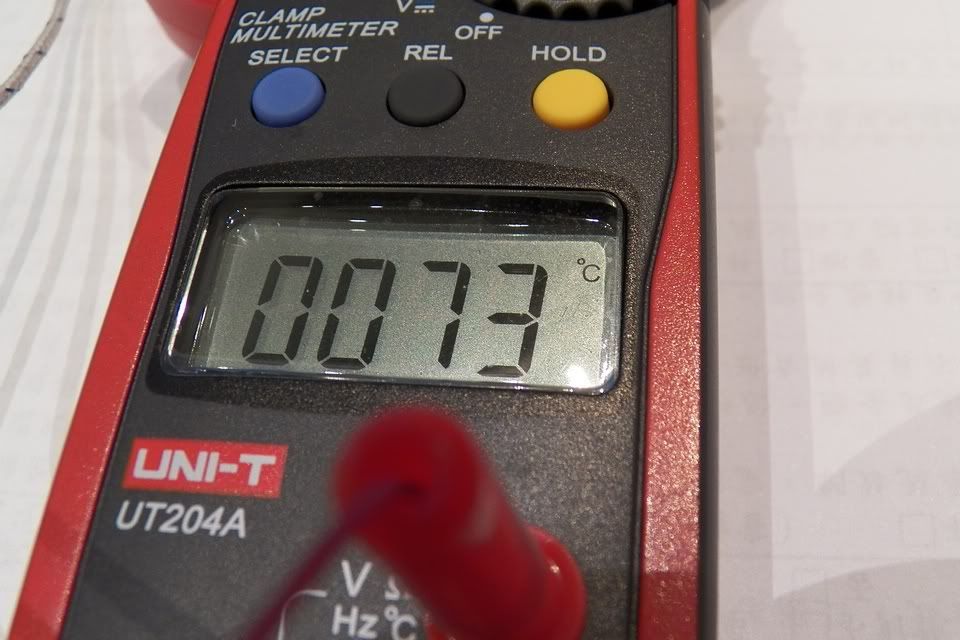 V⎓
OFF
CLAMP
MULTIMETER
SELECT
REL
HOLD
0073
°C
UNI-T
UT204A
V Ω
Hz °C